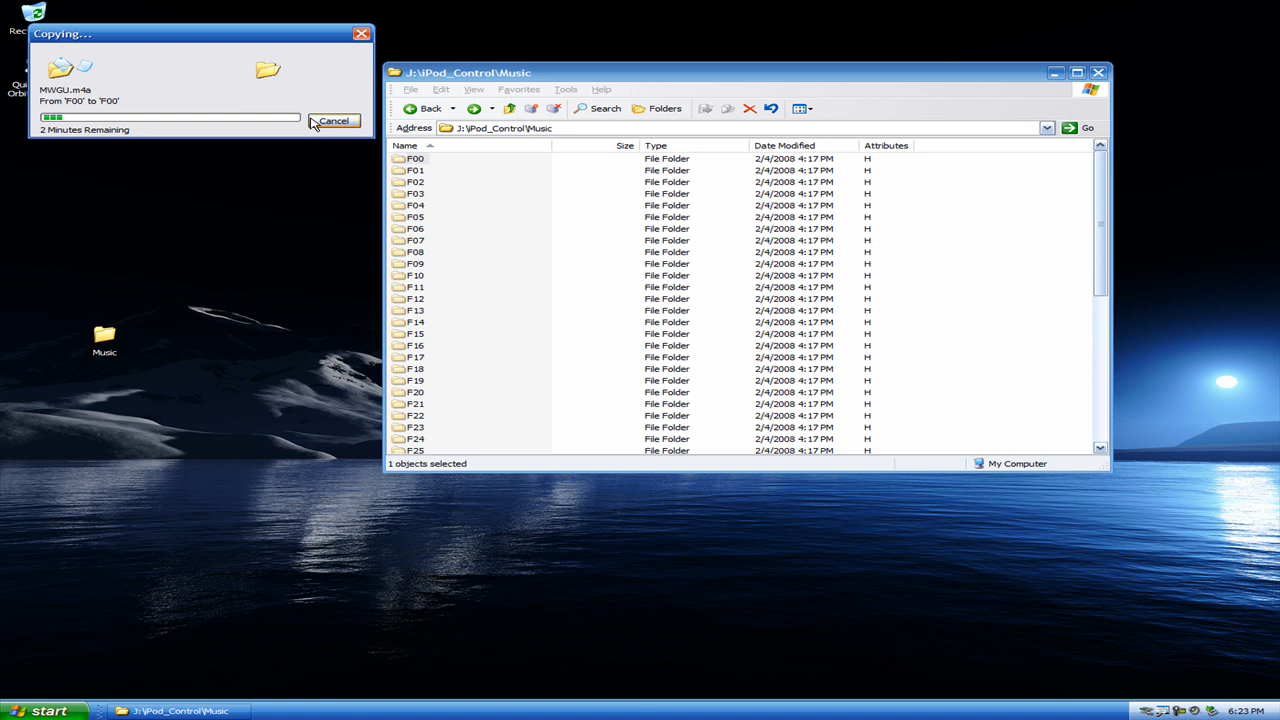 Copying...
MWGU.m4a
From 'F00' to 'F00'
Cancel
2 Minutes Remaining
Music
J:\iPod_Control\Music
File Edit View Favorites Tools Help
Back Search Folders
Address J:\iPod_Control\Music Go
Name Size Type Date Modified Attributes
F00 File Folder 2/4/2008 4:17 PM H
F01 File Folder 2/4/2008 4:17 PM H
F02 File Folder 2/4/2008 4:17 PM H
F03 File Folder 2/4/2008 4:17 PM H
F04 File Folder 2/4/2008 4:17 PM H
F05 File Folder 2/4/2008 4:17 PM H
F06 File Folder 2/4/2008 4:17 PM H
F07 File Folder 2/4/2008 4:17 PM H
F08 File Folder 2/4/2008 4:17 PM H
F09 File Folder 2/4/2008 4:17 PM H
F10 File Folder 2/4/2008 4:17 PM H
F11 File Folder 2/4/2008 4:17 PM H
F12 File Folder 2/4/2008 4:17 PM H
F13 File Folder 2/4/2008 4:17 PM H
F14 File Folder 2/4/2008 4:17 PM H
F15 File Folder 2/4/2008 4:17 PM H
F16 File Folder 2/4/2008 4:17 PM H
F17 File Folder 2/4/2008 4:17 PM H
F18 File Folder 2/4/2008 4:17 PM H
F19 File Folder 2/4/2008 4:17 PM H
F20 File Folder 2/4/2008 4:17 PM H
F21 File Folder 2/4/2008 4:17 PM H
F22 File Folder 2/4/2008 4:17 PM H
F23 File Folder 2/4/2008 4:17 PM H
F24 File Folder 2/4/2008 4:17 PM H
F25 File Folder 2/4/2008 4:17 PM H
1 objects selected My Computer
start J:\iPod_Control\Music 6:23 PM